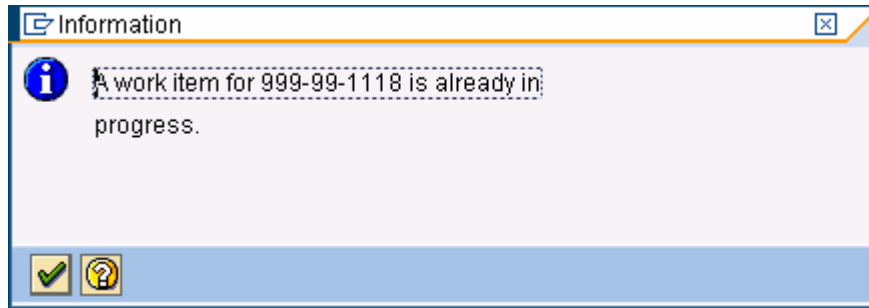 Information
A work item for 999-99-1118 is already in
progress.